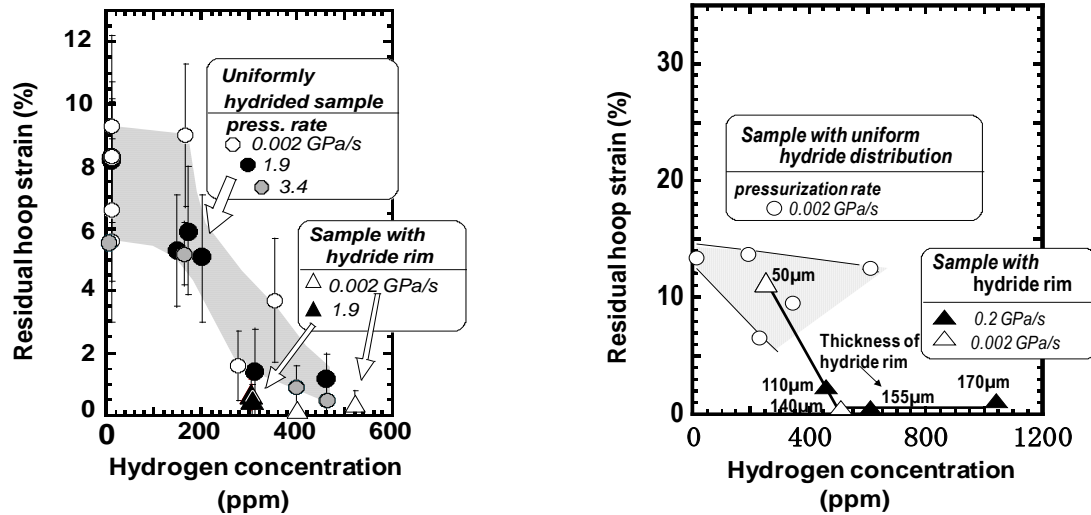 12
10
8
6
4
2
0
0
200
400
600
Residual hoop strain (%)
Hydrogen concentration
(ppm)
Uniformly
hydrided sample
press. rate
0.002 GPa/s
1.9
3.4
Sample with
hydride rim
0.002 GPa/s
1.9
30
20
10
0
0
400
800
1200
Residual hoop strain (%)
Hydrogen concentration
(ppm)
Sample with uniform
hydride distribution
pressurization rate
0.002 GPa/s
Sample with
hydride rim
0.2 GPa/s
0.002 GPa/s
50μm
Thickness of
hydride rim
110μm
140μm
155μm
170μm